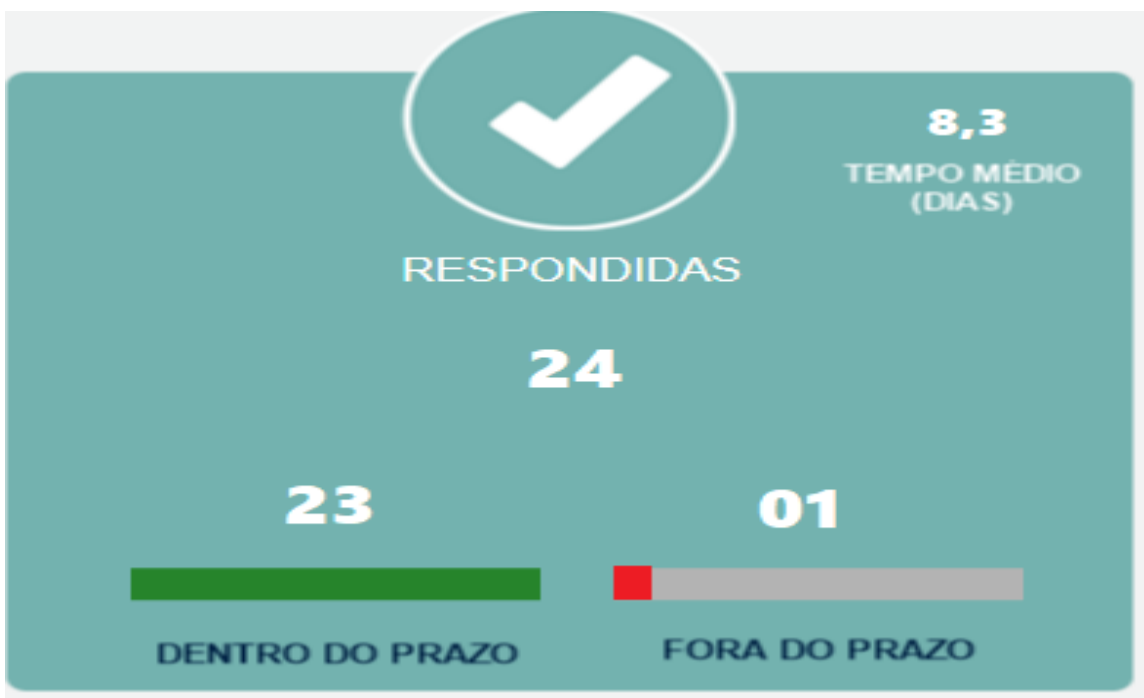 8,3
TEMPO MÉDIO
(DIAS)
RESPONDIDAS
24
23
01
DENTRO DO PRAZO
FORA DO PRAZO